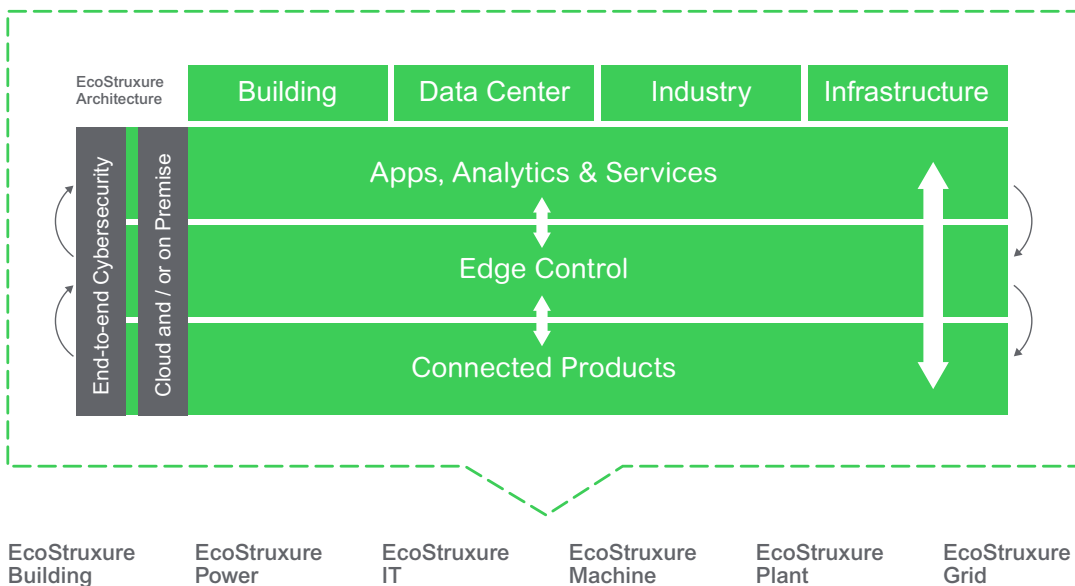 EcoStruxure
Architecture
Building
Data Center
Industry
Infrastructure
End-to-end Cybersecurity
Cloud and / or on Premise
Apps, Analytics & Services
Edge Control
Connected Products
EcoStruxure
Building
EcoStruxure
Power
EcoStruxure
IT
EcoStruxure
Machine
EcoStruxure
Plant
EcoStruxure
Grid